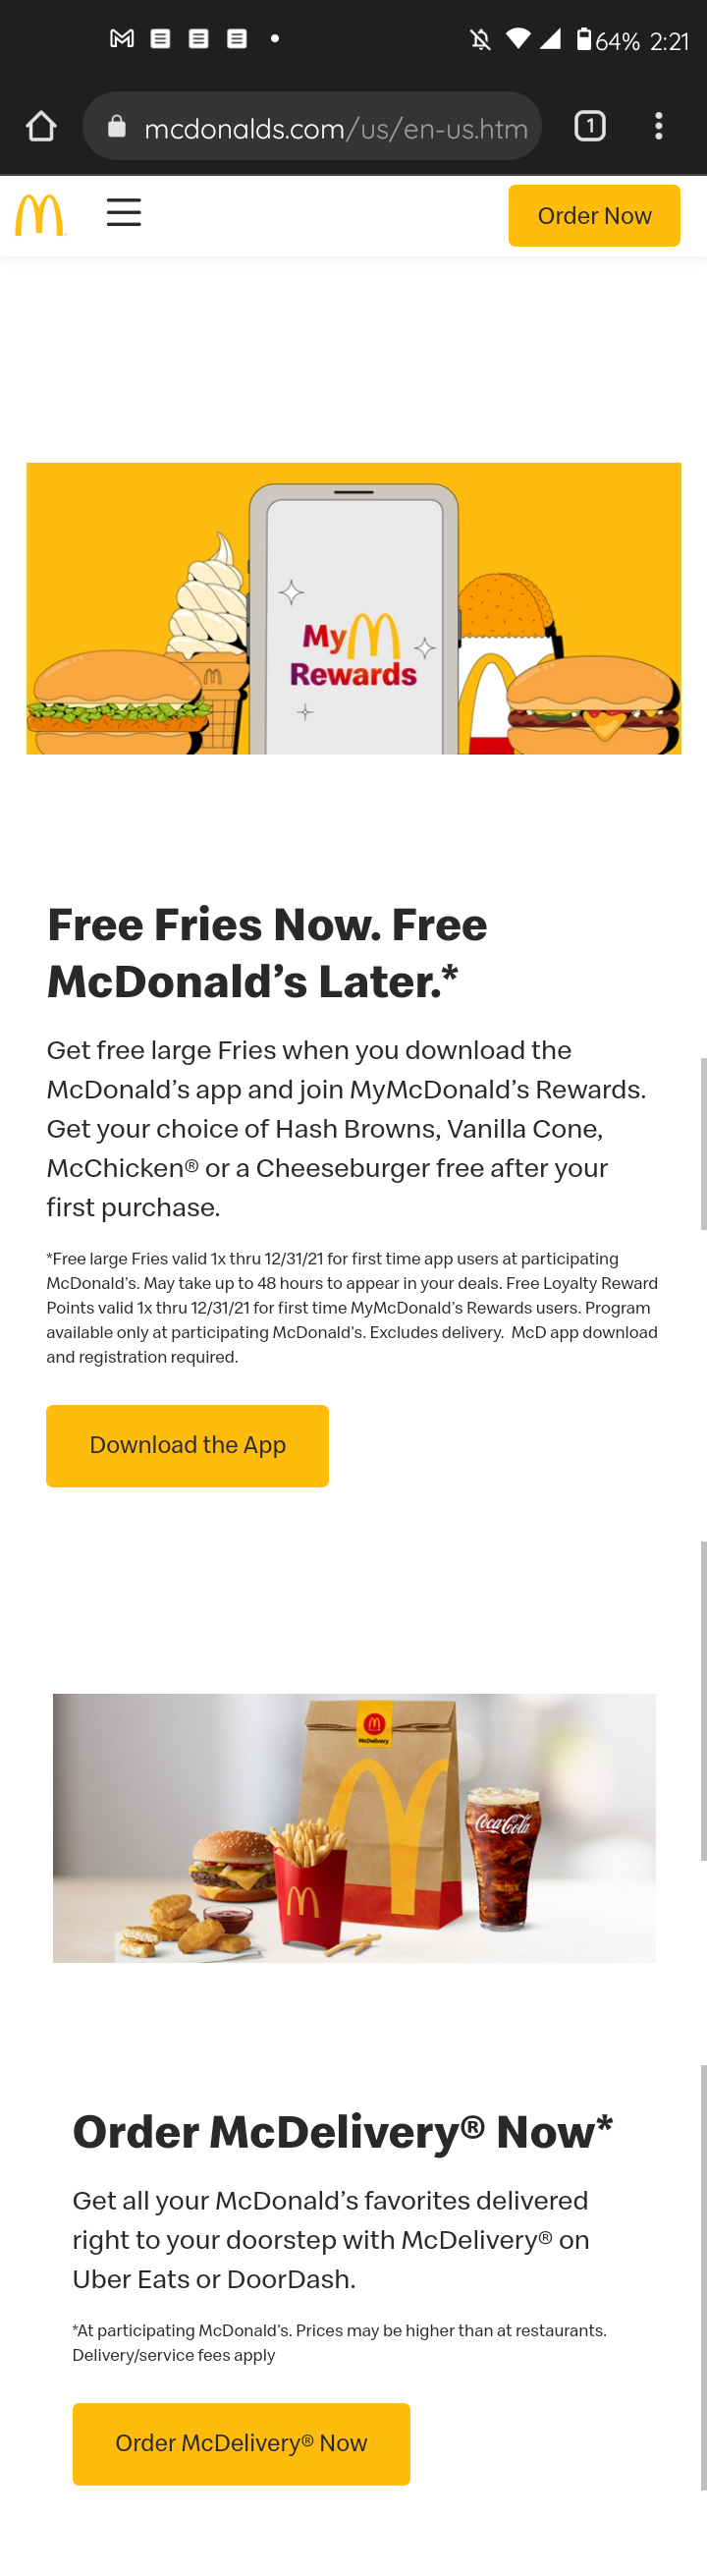 64% 2:21
mcdonalds.com/us/en-us.htm
1
Order Now
My
Rewards
Free Fries Now. Free
McDonald's Later.*
Get free large Fries when you download the
McDonald's app and join MyMcDonald's Rewards.
Get your choice of Hash Browns, Vanilla Cone,
McChicken® or a Cheeseburger free after your
first purchase.
*Free large Fries valid 1x thru 12/31/21 for first time app users at participating
McDonald's. May take up to 48 hours to appear in your deals. Free Loyalty Reward
Points valid 1x thru 12/31/21 for first time MyMcDonald's Rewards users. Program
available only at participating McDonald's. Excludes delivery.  McD app download
and registration required.
Download the App
McDelivery
Coca-Cola
Order McDelivery® Now*
Get all your McDonald's favorites delivered
right to your doorstep with McDelivery® on
Uber Eats or DoorDash.
*At participating McDonald's. Prices may be higher than at restaurants.
Delivery/service fees apply
Order McDelivery® Now